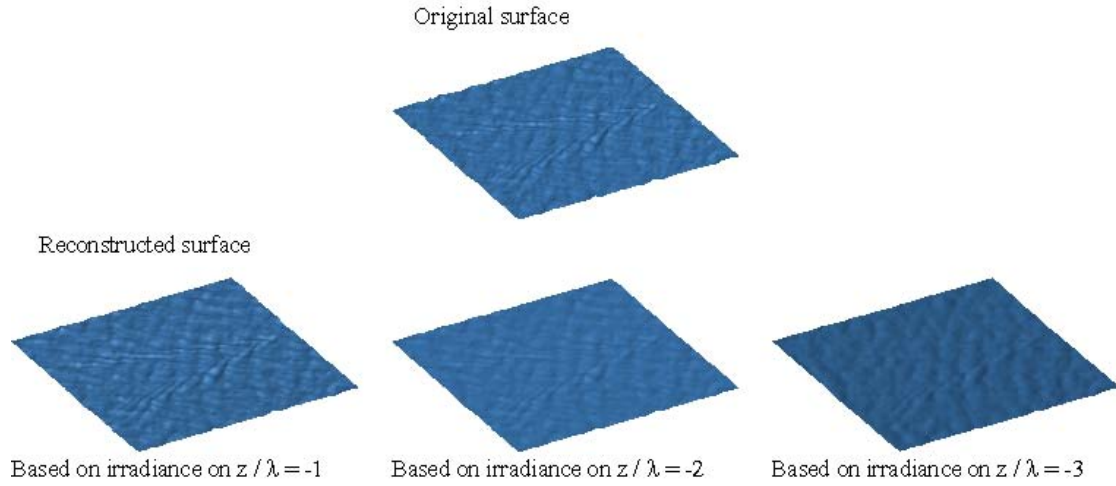 Original surface
Reconstructed surface
Based on irradiance on z / λ = -1
Based on irradiance on z / λ = -2
Based on irradiance on z / λ = -3